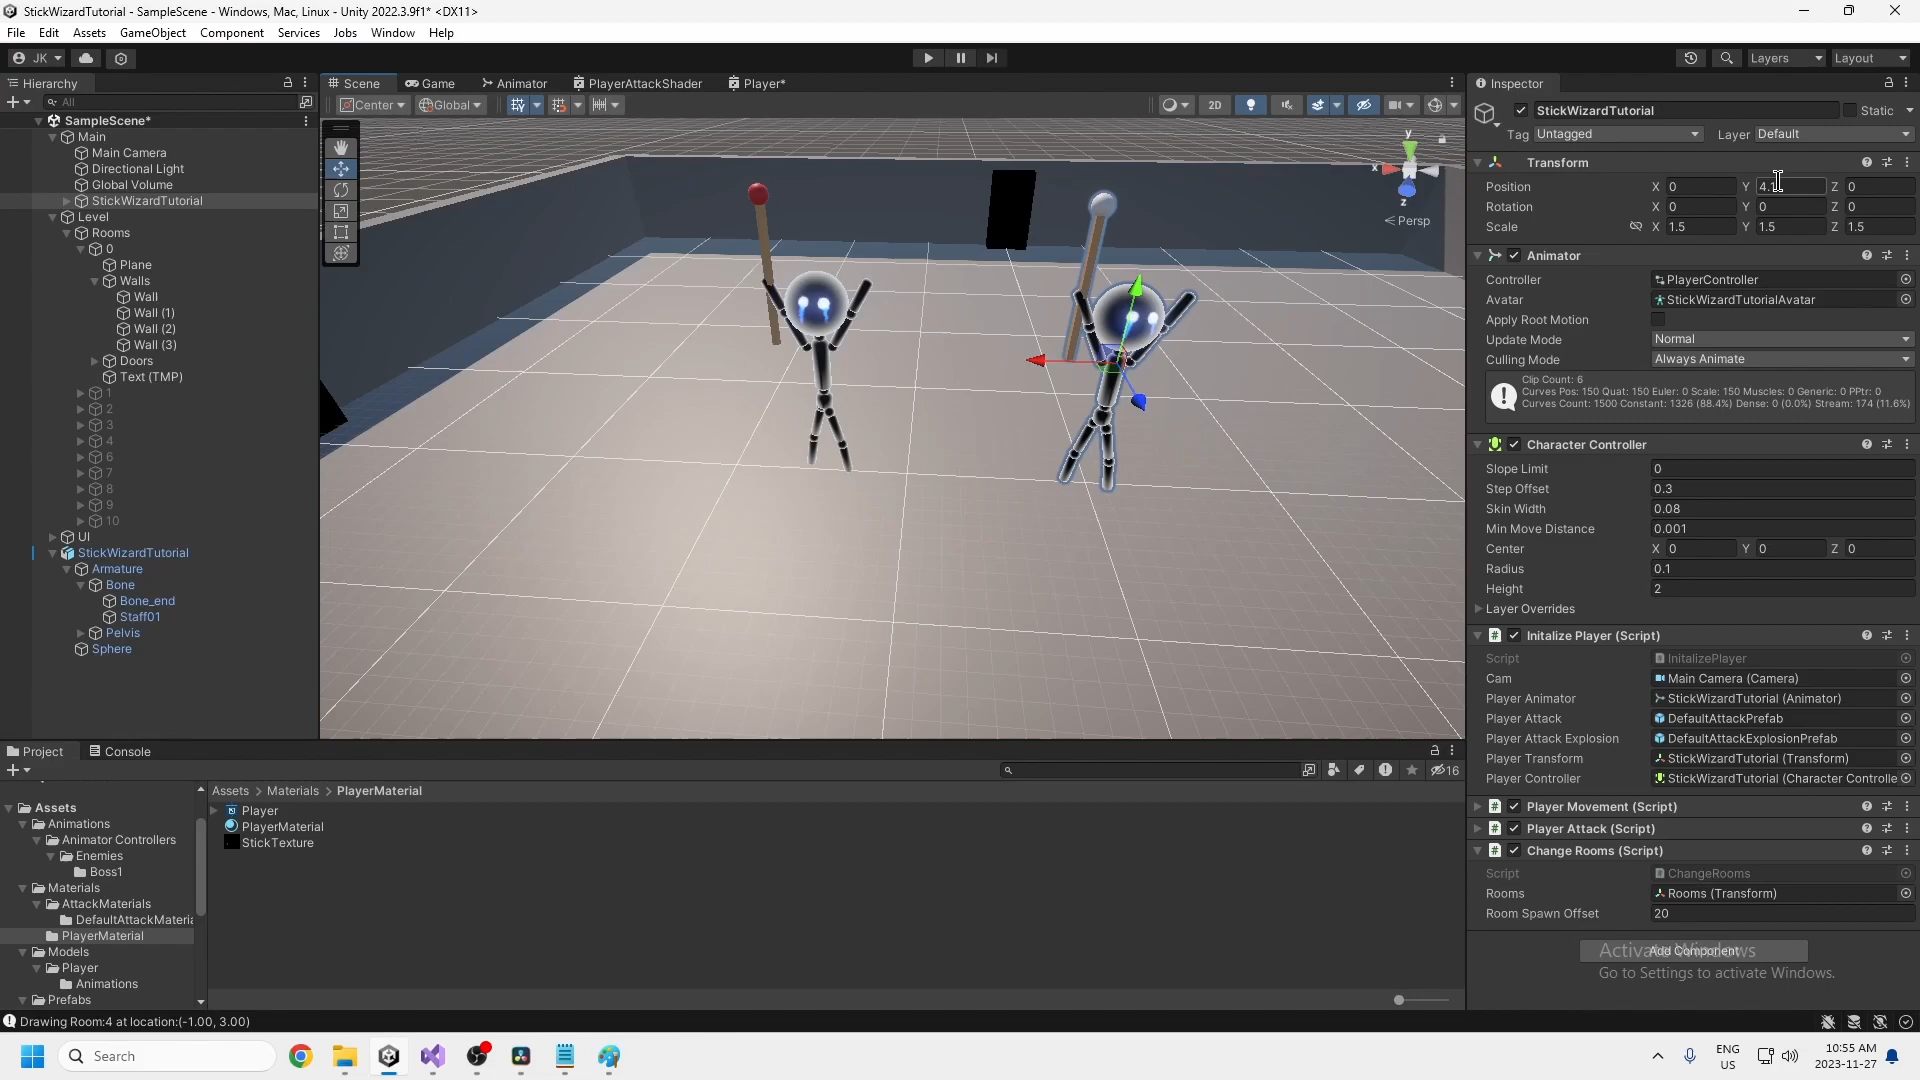 StickWizardTutorial - SampleScene - Windows, Mac, Linux - Unity 2022.3.9f1* <DX11>
File Edit Assets GameObject Component Services Jobs Window Help
JK Layers Layout
Hierarchy Scene Game Animator PlayerAttackShader Player* Inspector
All Center Global 2D
StickWizardTutorial Static
Tag Untagged Layer Default
SampleScene*
Main
Main Camera
Directional Light
Global Volume
StickWizardTutorial
Level
Rooms
0
Plane
Walls
Wall
Wall (1)
Wall (2)
Wall (3)
Doors
Text (TMP)
1
2
3
4
6
7
8
9
10
UI
StickWizardTutorial
Armature
Bone
Bone_end
Staff01
Pelvis
Sphere
y
x
z
Persp
Transform
Position X 0 Y Z 0
Rotation X 0 Y 0 Z 0
Scale X 1.5 Y 1.5 Z 1.5
Animator
Controller PlayerController
Avatar StickWizardTutorialAvatar
Apply Root Motion
Update Mode Normal
Culling Mode Always Animate
Clip Count: 6
Curves Pos: 150 Quat: 150 Euler: 0 Scale: 150 Muscles: 0 Generic: 0 PPtr: 0
Curves Count: 1500 Constant: 1326 (88.4%) Dense: 0 (0.0%) Stream: 174 (11.6%)
Character Controller
Slope Limit 0
Step Offset 0.3
Skin Width 0.08
Min Move Distance 0.001
Center X 0 Y 0 Z 0
Radius 0.1
Height 2
Layer Overrides
Initalize Player (Script)
Script InitalizePlayer
Cam Main Camera (Camera)
Player Animator StickWizardTutorial (Animator)
Player Attack DefaultAttackPrefab
Player Attack Explosion DefaultAttackExplosionPrefab
Player Transform StickWizardTutorial (Transform)
Player Controller StickWizardTutorial (Character Controlle
Player Movement (Script)
Player Attack (Script)
Change Rooms (Script)
Script ChangeRooms
Rooms Rooms (Transform)
Room Spawn Offset 20
Add Component
Activate Windows
Go to Settings to activate Windows.
Project Console
16
Assets
Animations
Animator Controllers
Enemies
Boss1
Materials
AttackMaterials
DefaultAttackMateria
PlayerMaterial
Models
Player
Animations
Prefabs
Assets > Materials > PlayerMaterial
Player
PlayerMaterial
StickTexture
Drawing Room:4 at location:(-1.00, 3.00)
Search
ENG
US
10:55 AM
2023-11-27